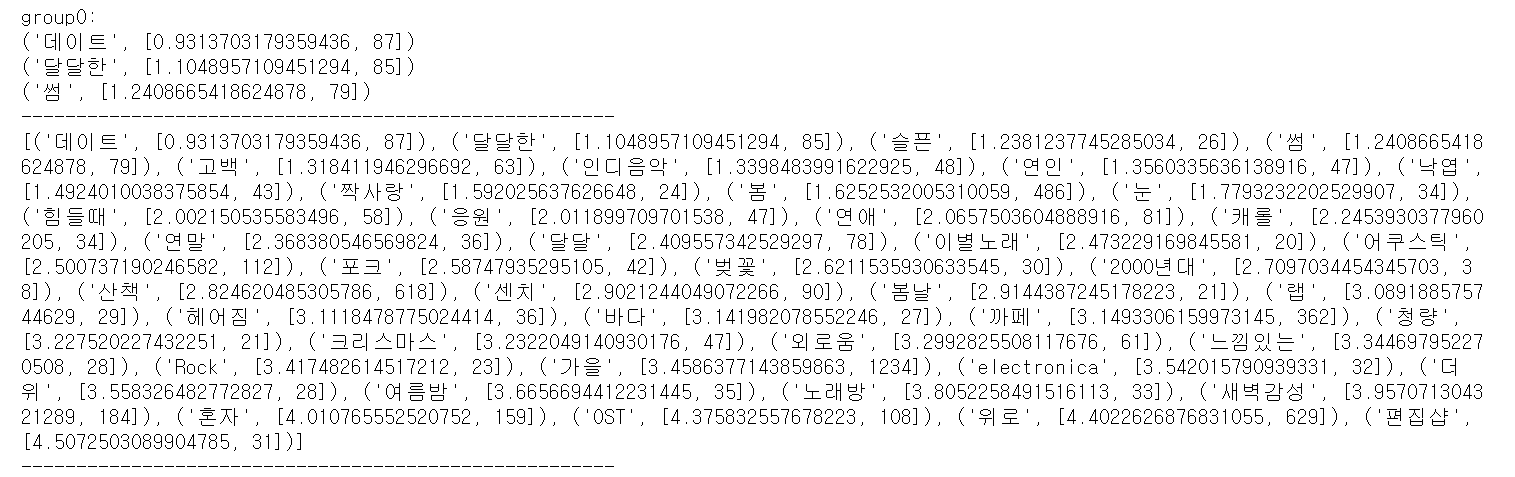 group0:
('데이트', [0.9313703179359436, 87])
('달달한', [1.1048957109451294, 85])
('썸', [1.2408665418624878, 79])
------------------------------------------------------
[('데이트', [0.9313703179359436, 87]), ('달달한', [1.1048957109451294, 85]), ('슬픈', [1.2381237745285034, 26]), ('썸', [1.2408665418
624878, 79]), ('고백', [1.318411946296692, 63]), ('인디음악', [1.3398483991622925, 48]), ('연인', [1.3560335636138916, 47]), ('낙엽',
[1.4924010038375854, 43]), ('짝사랑', [1.592025637626648, 24]), ('봄', [1.6252532005310059, 486]), ('눈', [1.7793232202529907, 34]),
('힘들때', [2.002150535583496, 58]), ('응원', [2.011899709701538, 47]), ('연애', [2.0657503604888916, 81]), ('캐롤', [2.2453930377960
205, 34]), ('연말', [2.368380546569824, 36]), ('달달', [2.409557342529297, 78]), ('이별노래', [2.473229169845581, 20]), ('어쿠스틱',
[2.500737190246582, 112]), ('포크', [2.58747935295105, 42]), ('벚꽃', [2.6211535930633545, 30]), ('2000년대', [2.7097034454345703, 3
8]), ('산책', [2.824620485305786, 618]), ('센치', [2.9021244049072266, 90]), ('봄날', [2.9144387245178223, 21]), ('랩', [3.0891885757
44629, 29]), ('헤어짐', [3.1118478775024414, 36]), ('바다', [3.141982078552246, 27]), ('까페', [3.1493306159973145, 362]), ('청량',
[3.227520227432251, 21]), ('크리스마스', [3.2322049140930176, 47]), ('외로움', [3.2992825508117676, 61]), ('느낌있는', [3.34469795227
0508, 28]), ('Rock', [3.417482614517212, 23]), ('가을', [3.4586377143859863, 1234]), ('electronica', [3.542015790939331, 32]), ('더
위', [3.558326482772827, 28]), ('여름밤', [3.6656694412231445, 35]), ('노래방', [3.8052258491516113, 33]), ('새벽감성', [3.9570713043
21289, 184]), ('혼자', [4.010765552520752, 159]), ('OST', [4.375832557678223, 108]), ('위로', [4.4022626876831055, 629]), ('편집샵',
[4.5072503089904785, 31])]
------------------------------------------------------